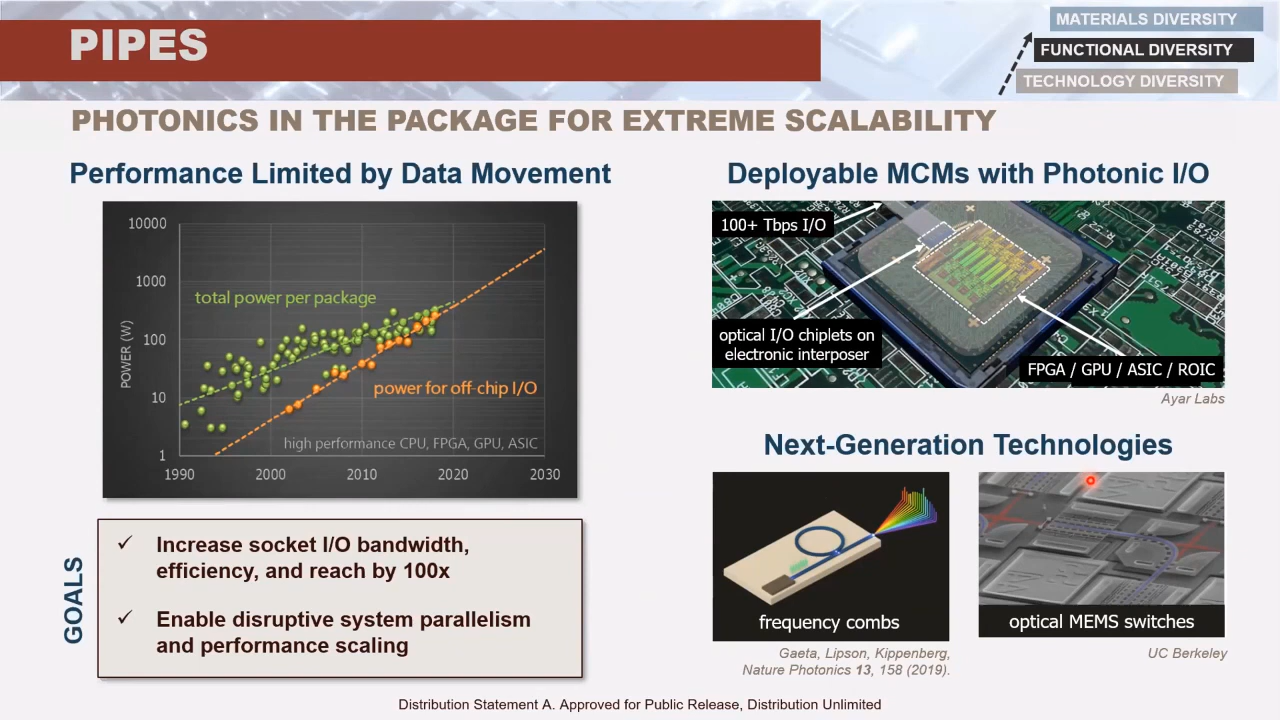 PIPES
MATERIALS DIVERSITY
FUNCTIONAL DIVERSITY
TECHNOLOGY DIVERSITY
PHOTONICS IN THE PACKAGE FOR EXTREME SCALABILITY
Performance Limited by Data Movement
10000
1000
100
10
1
POWER (W)
total power per package
power for off-chip I/O
high performance CPU, FPGA, GPU, ASIC
1990 2000 2010 2020 2030
GOALS
✓ Increase socket I/O bandwidth,
efficiency, and reach by 100x
✓ Enable disruptive system parallelism
and performance scaling
Deployable MCMs with Photonic I/O
100+ Tbps I/O
optical I/O chiplets on
electronic interposer
FPGA / GPU / ASIC / ROIC
Ayar Labs
Next-Generation Technologies
frequency combs
Gaeta, Lipson, Kippenberg,
Nature Photonics 13, 158 (2019).
optical MEMS switches
UC Berkeley
Distribution Statement A. Approved for Public Release, Distribution Unlimited